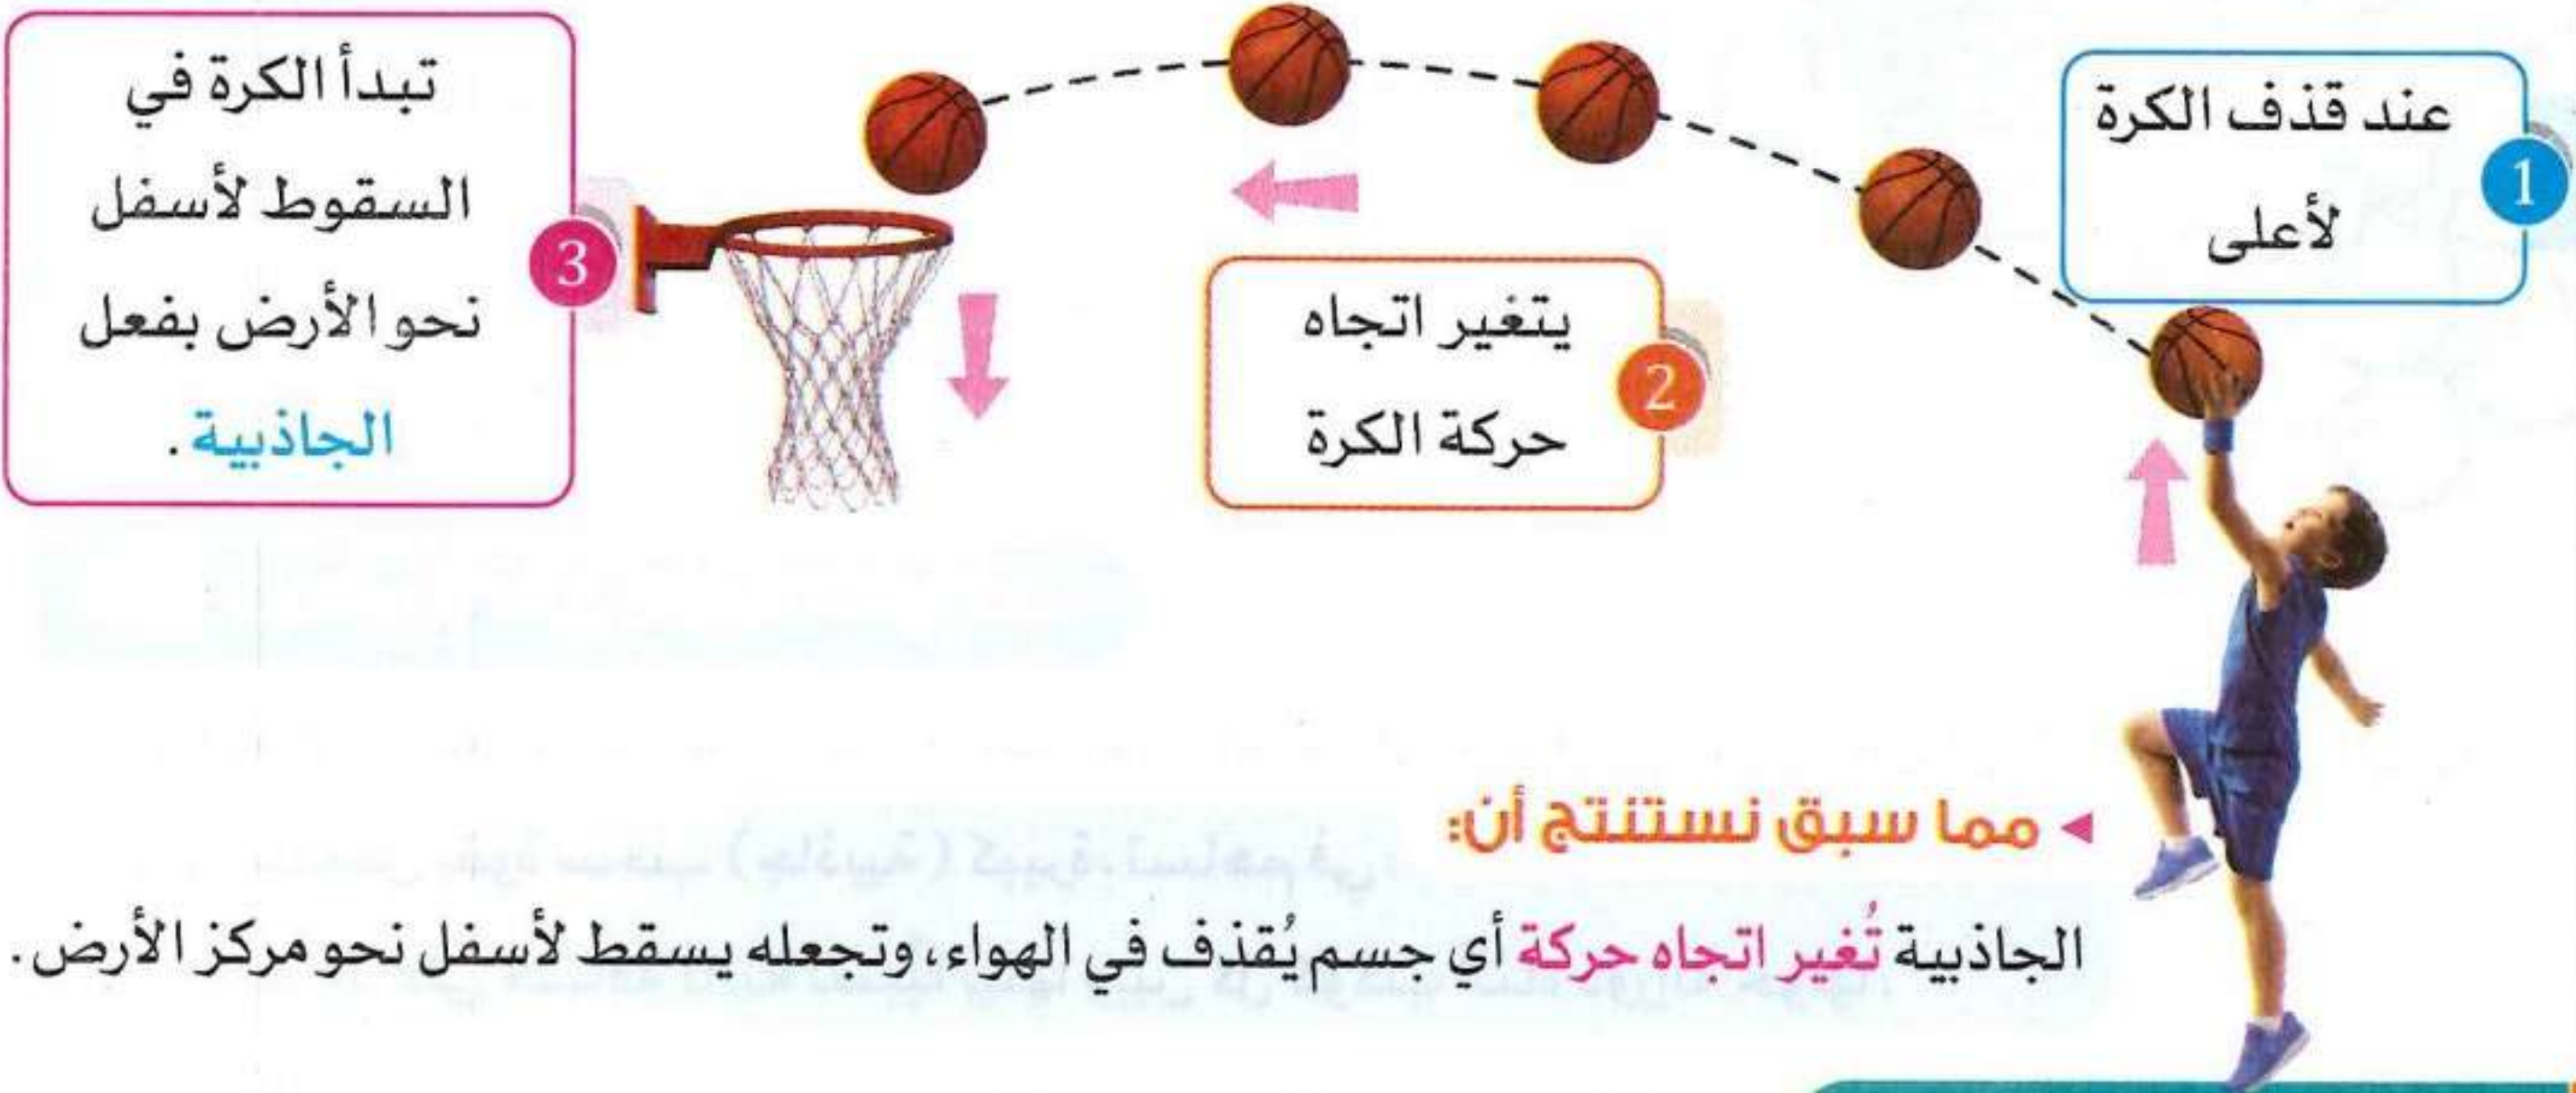 1
عند قذف الكرة
لأعلى
2
يتغير اتجاه
حركة الكرة
3
تبدأ الكرة في
السقوط لأسفل
نحو الأرض بفعل
الجاذبية.
◂ مما سبق نستنتج أن:
الجاذبية تُغير اتجاه حركة أي جسم يُقذف في الهواء، وتجعله يسقط لأسفل نحو مركز الأرض.